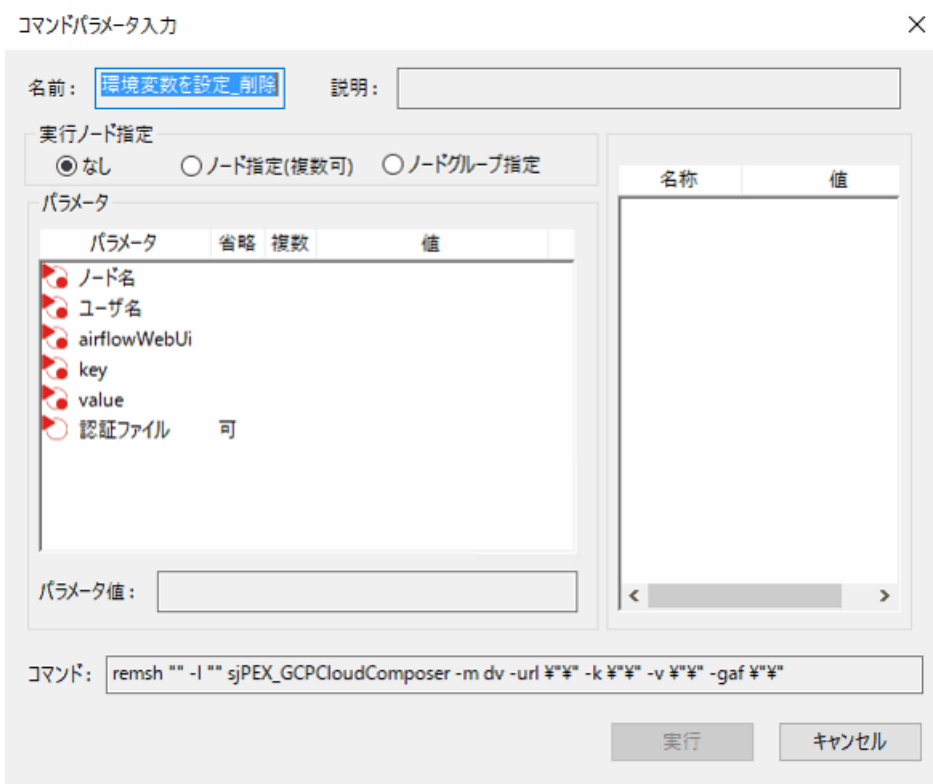 コマンドパラメータ入力
名前： 環境変数を設定_削除 説明：
実行ノード指定
なし ノード指定(複数可) ノードグループ指定
名称 値
パラメータ
パラメータ 省略 複数 値
ノード名
ユーザ名
airflowWebUi
key
value
認証ファイル 可
パラメータ値：
コマンド： remsh "" -l "" sjPEX_GCPCloudComposer -m dv -url ¥"¥" -k ¥"¥" -v ¥"¥" -gaf ¥"¥"
実行 キャンセル